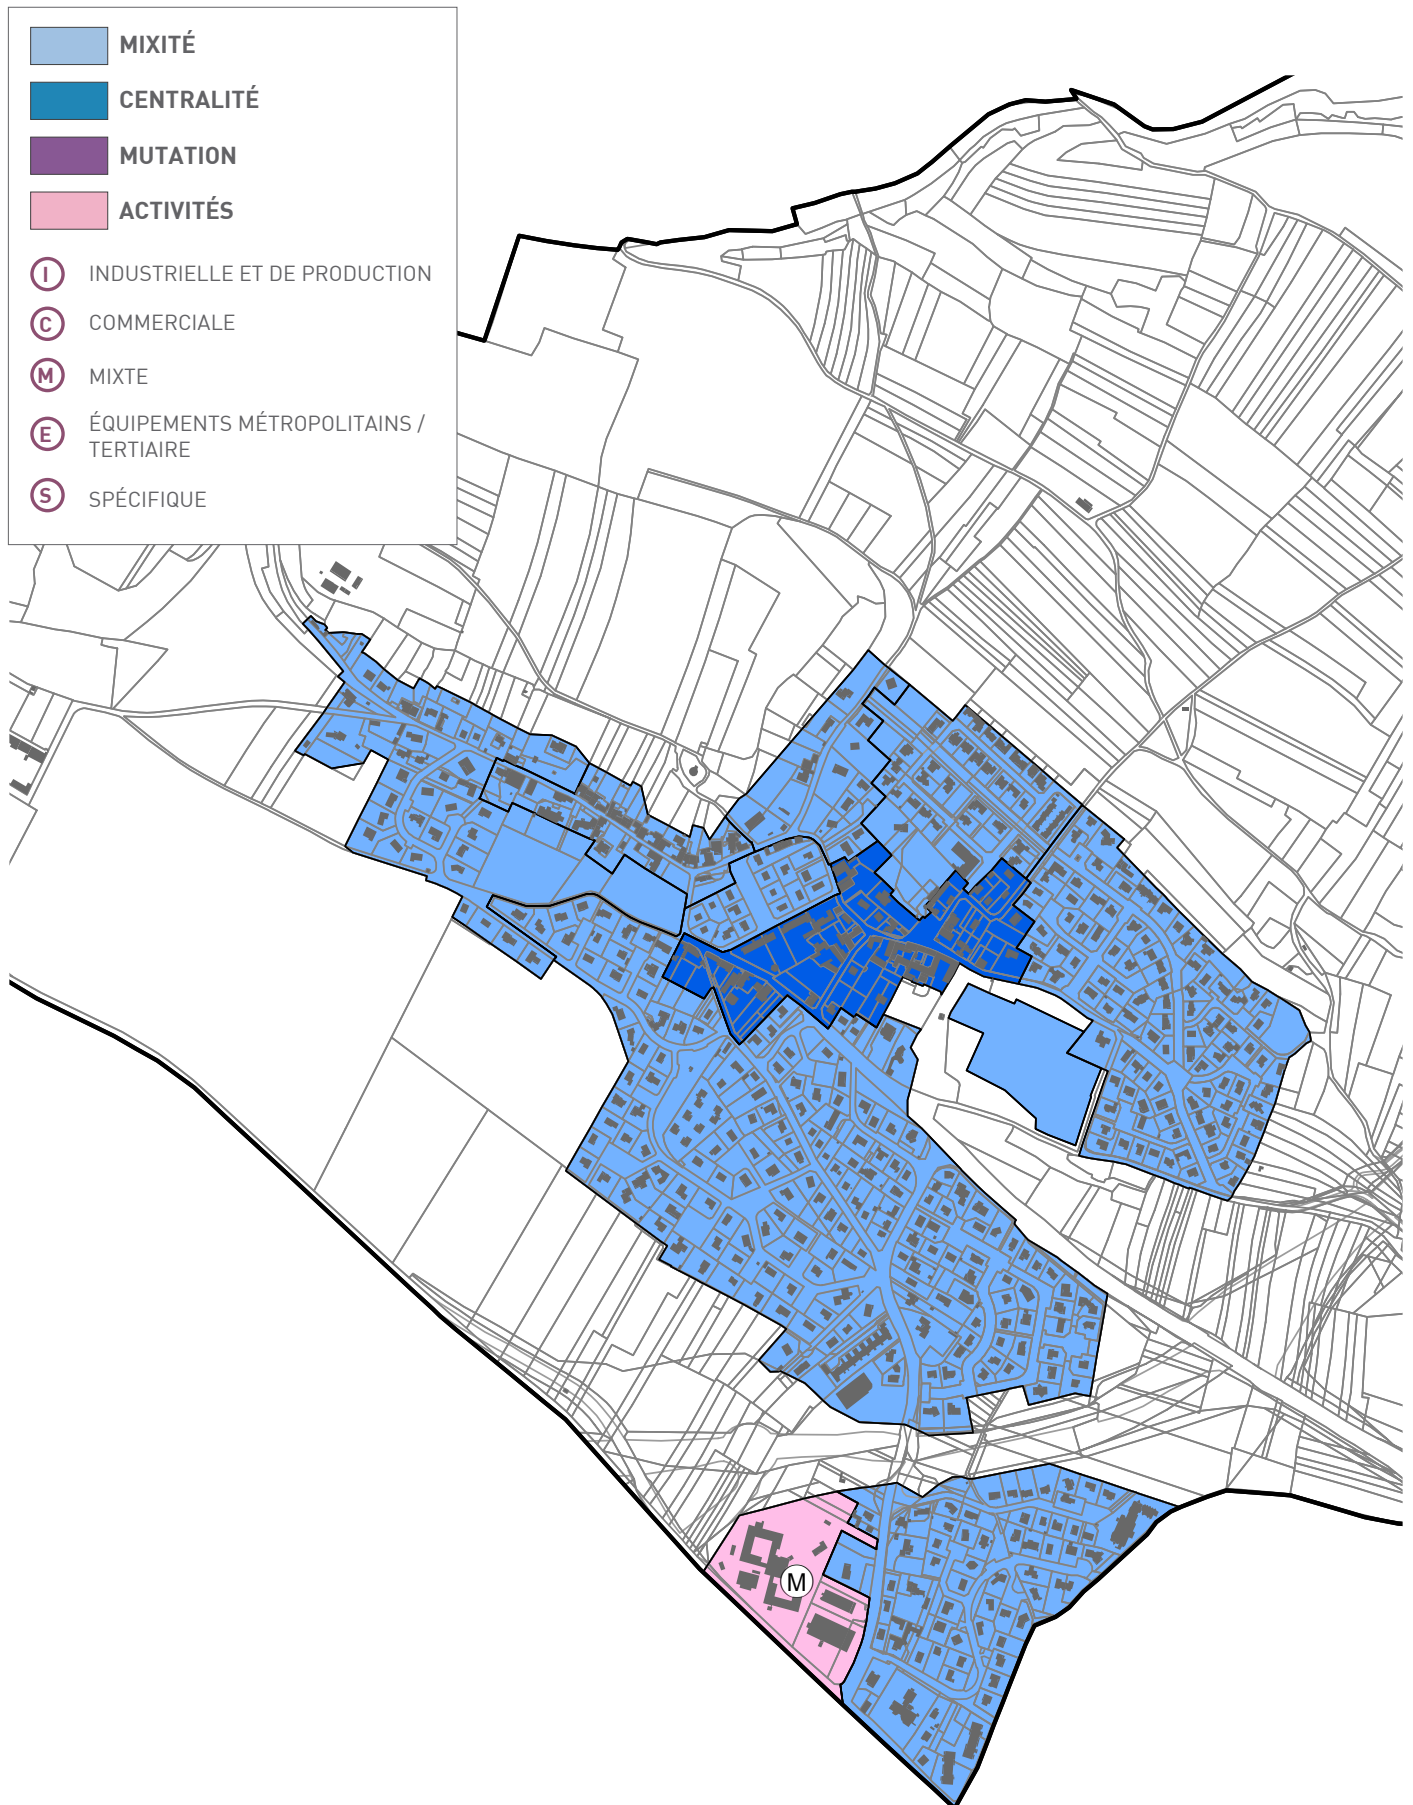 MIXITÉ
CENTRALITÉ
MUTATION
ACTIVITÉS
I INDUSTRIELLE ET DE PRODUCTION
C COMMERCIALE
M MIXTE
E ÉQUIPEMENTS MÉTROPOLITAINS /
TERTIAIRE
S SPÉCIFIQUE
M